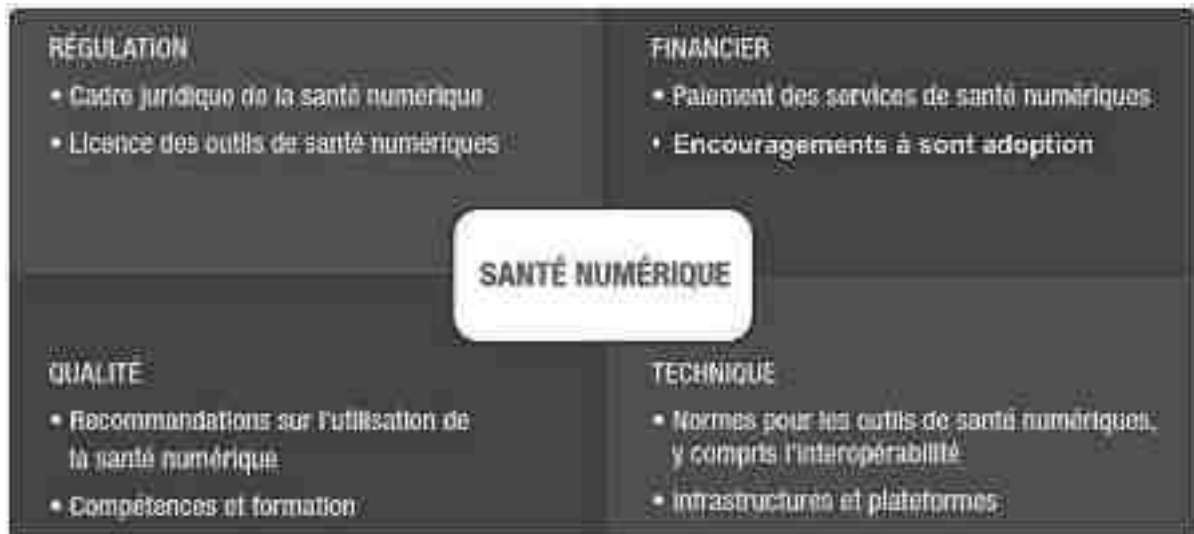 RÉGULATION
• Cadre juridique de la santé numérique
• Licence des outils de santé numériques
FINANCIER
• Paiement des services de santé numériques
• Encouragements à sont adoption
SANTÉ NUMÉRIQUE
QUALITÉ
• Recommandations sur l'utilisation de
la santé numérique
• Compétences et formation
TECHNIQUE
• Normes pour les outils de santé numériques,
y compris l'interopérabilité
• Infrastructures et plateformes